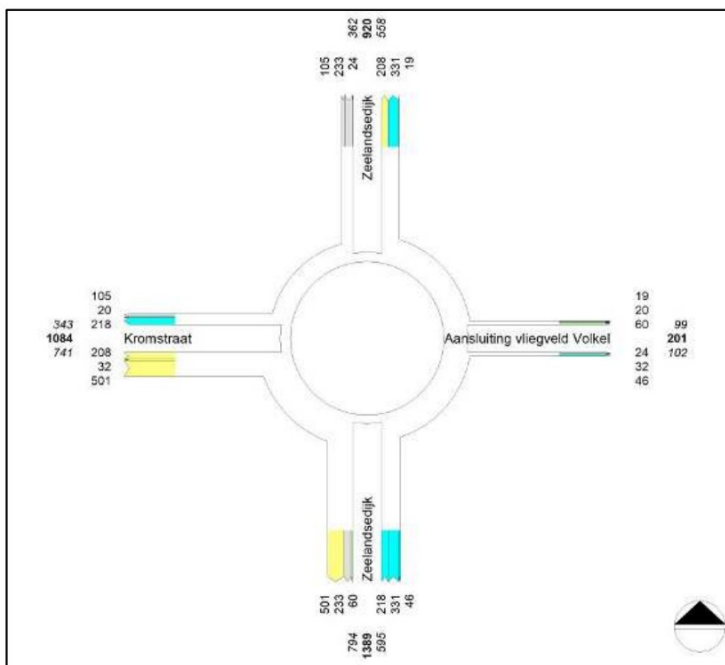 362 920 558
105 233 24 208 331 19
Zeelandsedijk
105
20
343 218
1084 Kromstraat
741 208
32
501
19
20
60 99
Aansluiting vliegveld Volkel 201
24 102
32
46
Zeelandsedijk
501 233 60 218 331 46
794 1389 595